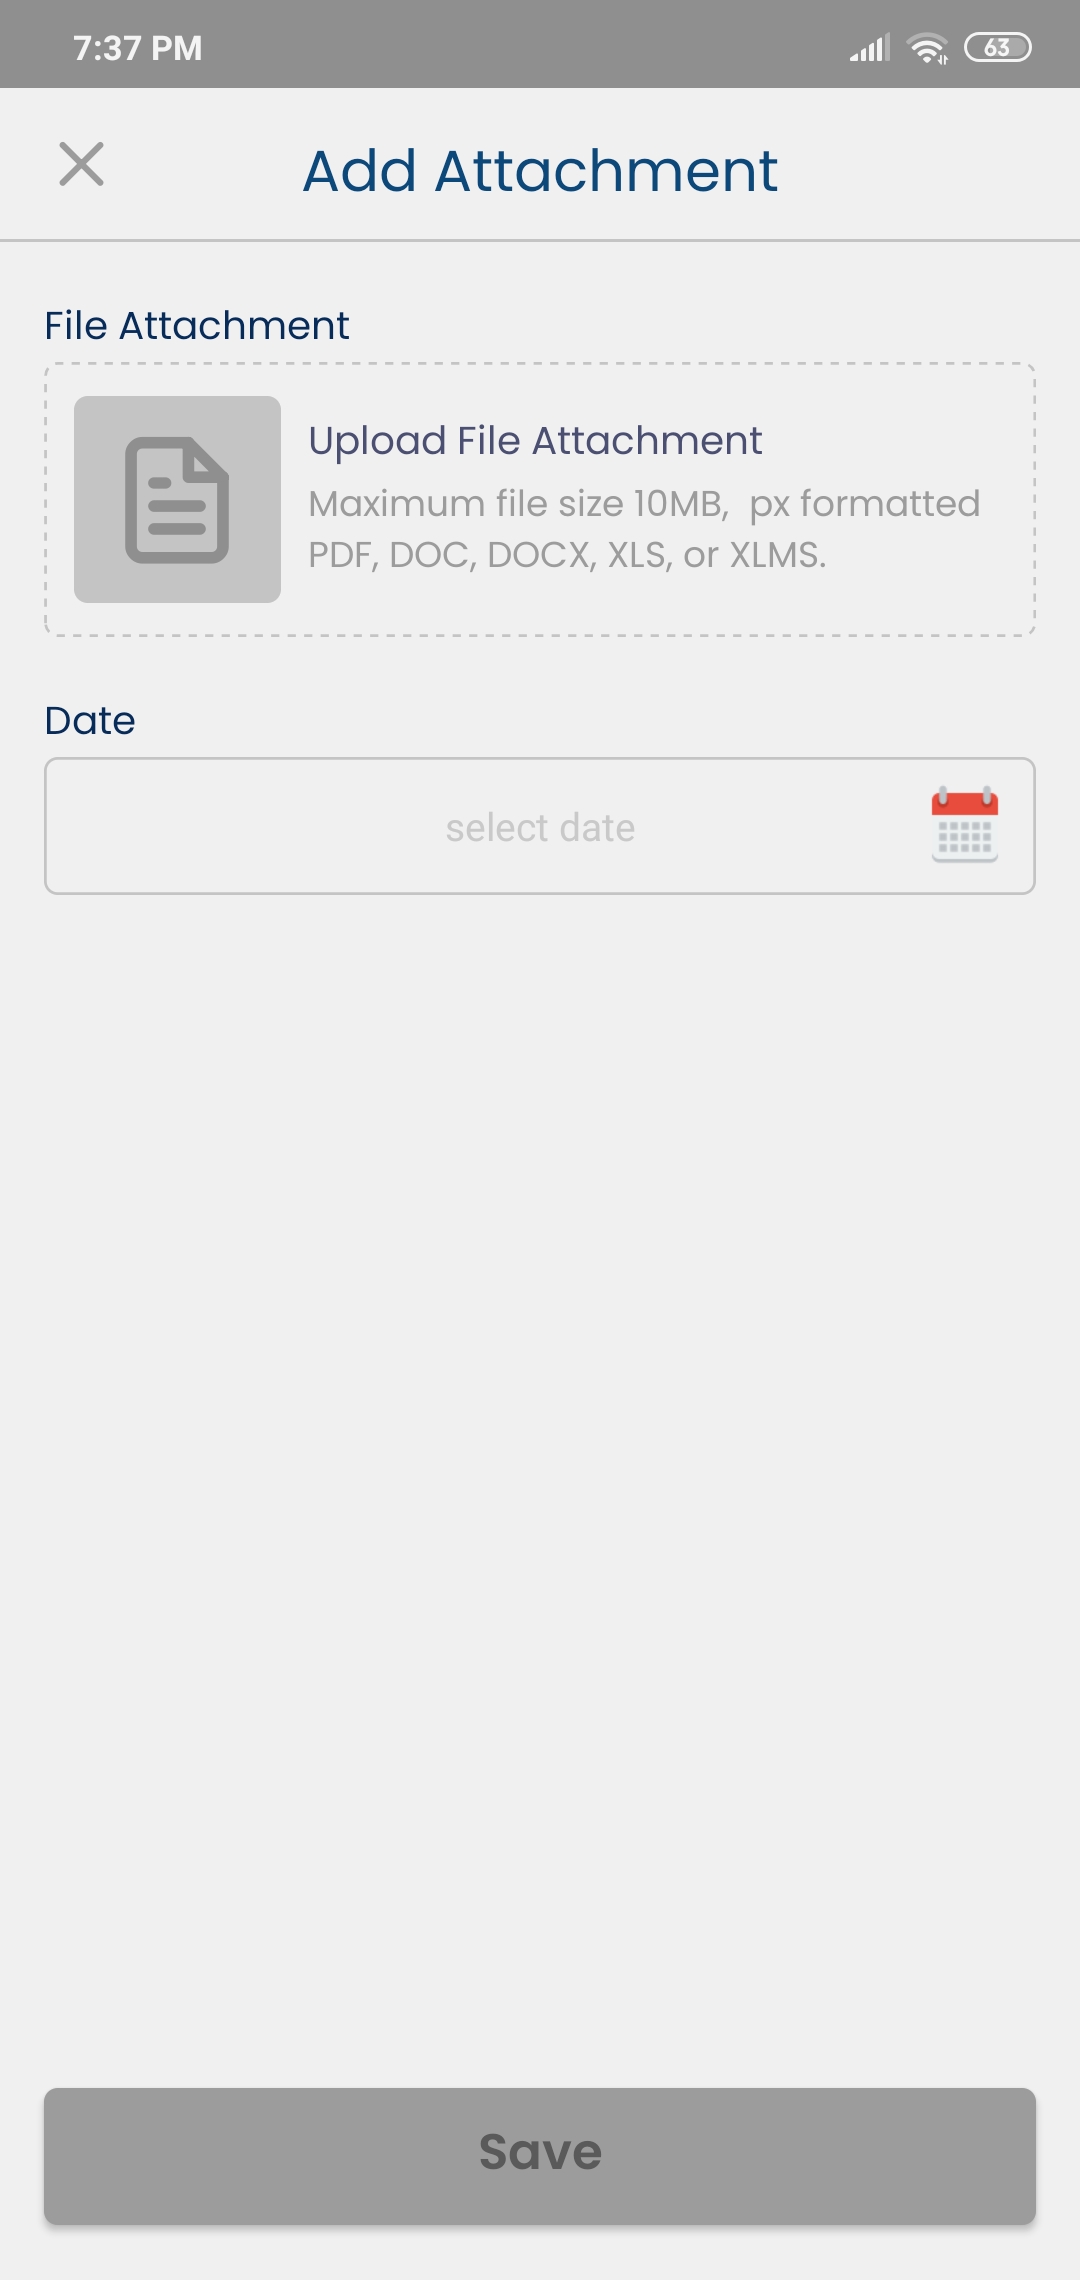 7:37 PM
63
Add Attachment
File Attachment
Upload File Attachment
Maximum file size 10MB,  px formatted
PDF, DOC, DOCX, XLS, or XLMS.
Date
select date
Save